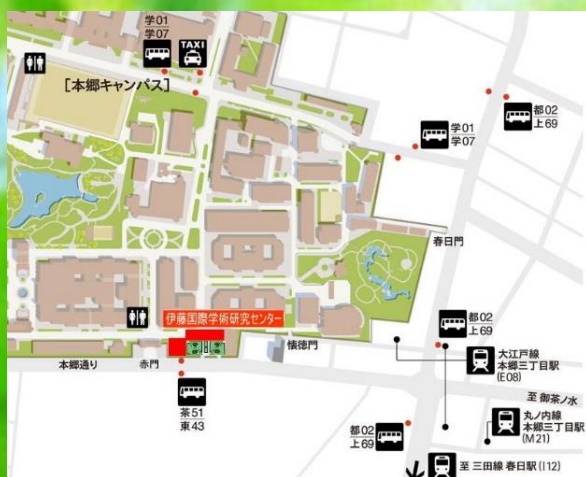 学01
学07
TAXI
[本郷キャンパス]
都02
上69
学01
学07
春日門
伊藤国際学術研究センター
都02
上69
懐徳門
大江戸線
本郷三丁目駅
(E08)
本郷通り
赤門
至 御茶ノ水
茶51
東43
丸ノ内線
本郷三丁目駅
(M21)
都02
上69
至 三田線 春日駅(I12)